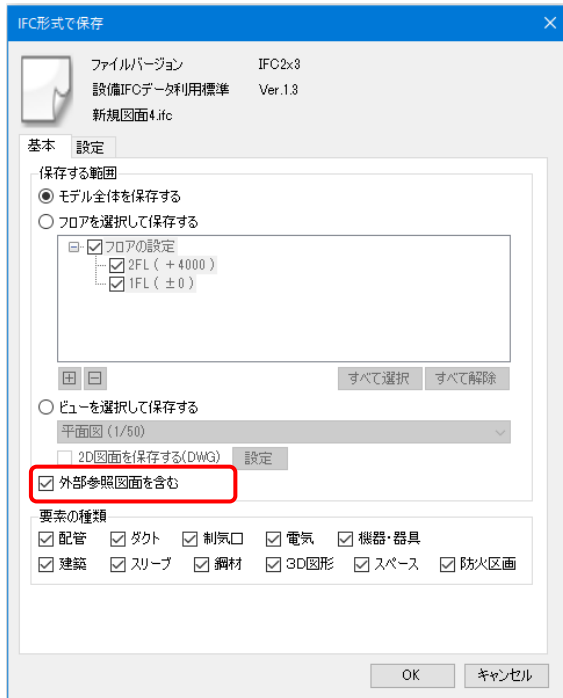 IFC形式で保存
ファイルバージョン IFC2x3
設備IFCデータ利用標準 Ver.1.3
新規図面4.ifc
基本 設定
保存する範囲
モデル全体を保存する
フロアを選択して保存する
フロアの設定
2FL ( +4000 )
1FL ( ±0 )
すべて選択 すべて解除
ビューを選択して保存する
平面図 (1/50)
2D図面を保存する(DWG) 設定
外部参照図面を含む
要素の種類
配管 ダクト 制気口 電気 機器・器具
建築 スリーブ 鋼材 3D図形 スペース 防火区画
OK キャンセル